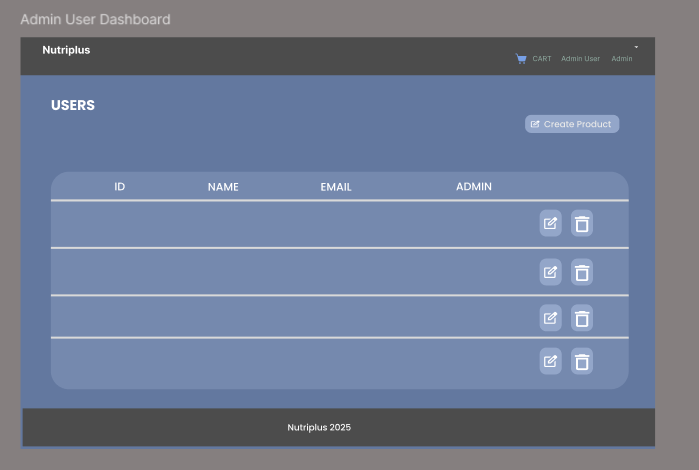 Admin User Dashboard
Nutriplus
CART Admin User Admin
USERS
Create Product
ID NAME EMAIL ADMIN
Nutriplus 2025